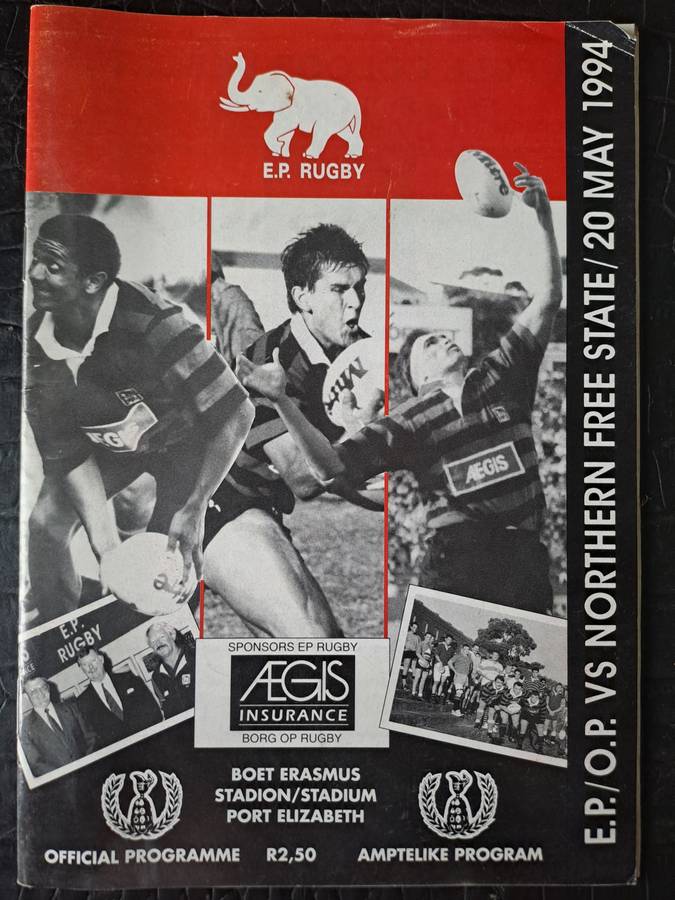 E.P. RUGBY
E.P./O.P. VS NORTHERN FREE STATE/20 MAY 1994
ÆGIS
E.P.
RUGBY
SPONSORS EP RUGBY
ÆGIS
INSURANCE
BORG OP RUGBY
BOET ERASMUS
STADION/STADIUM
PORT ELIZABETH
OFFICIAL PROGRAMME R2,50 AMPTELIKE PROGRAM